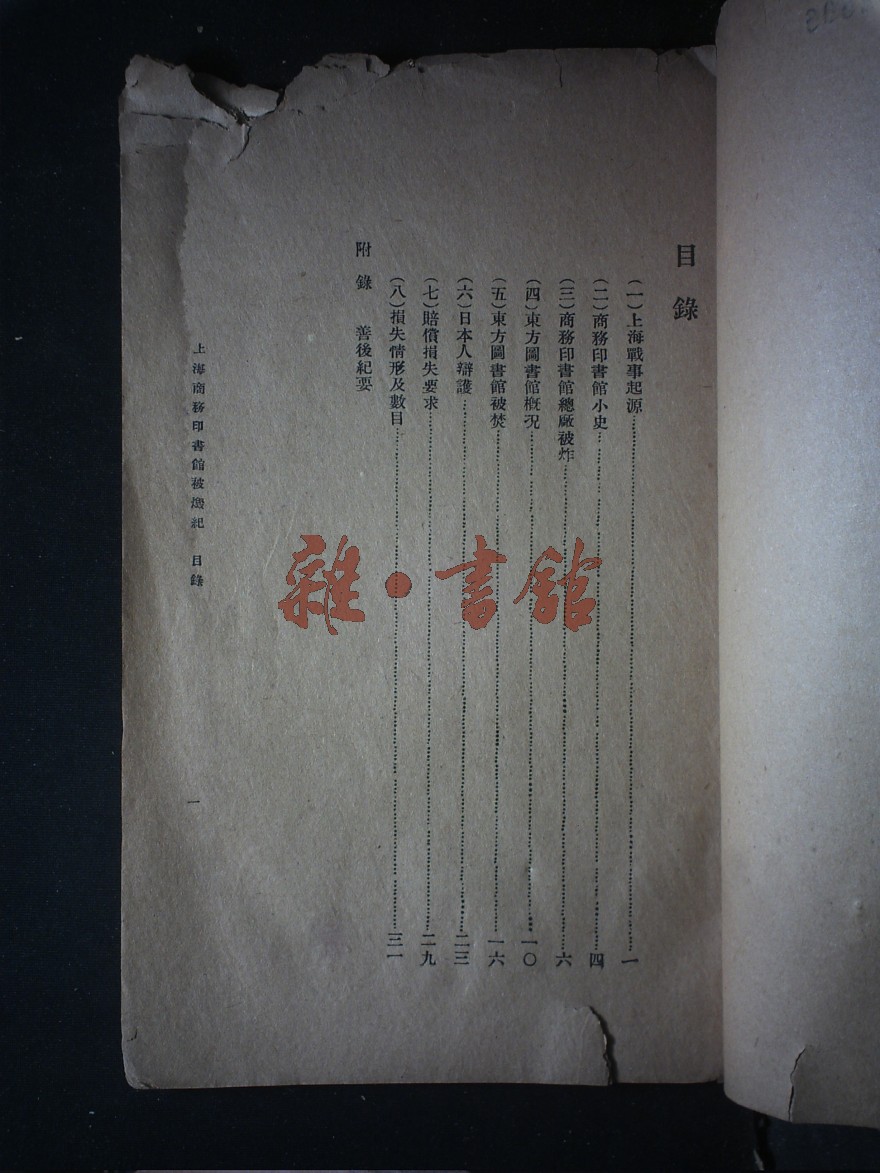 目錄
(一)上海戰事起源……一
(二)商務印書館小史……四
(三)商務印書館總廠被炸……六
(四)東方圖書館概況……一〇
(五)東方圖書館被焚……一六
(六)日本人辯護……二三
(七)賠償損失要求……二九
(八)損失情形及數目……三一
附錄 善後紀要
上海商務印書館被燬紀 目錄
一
雜·書館